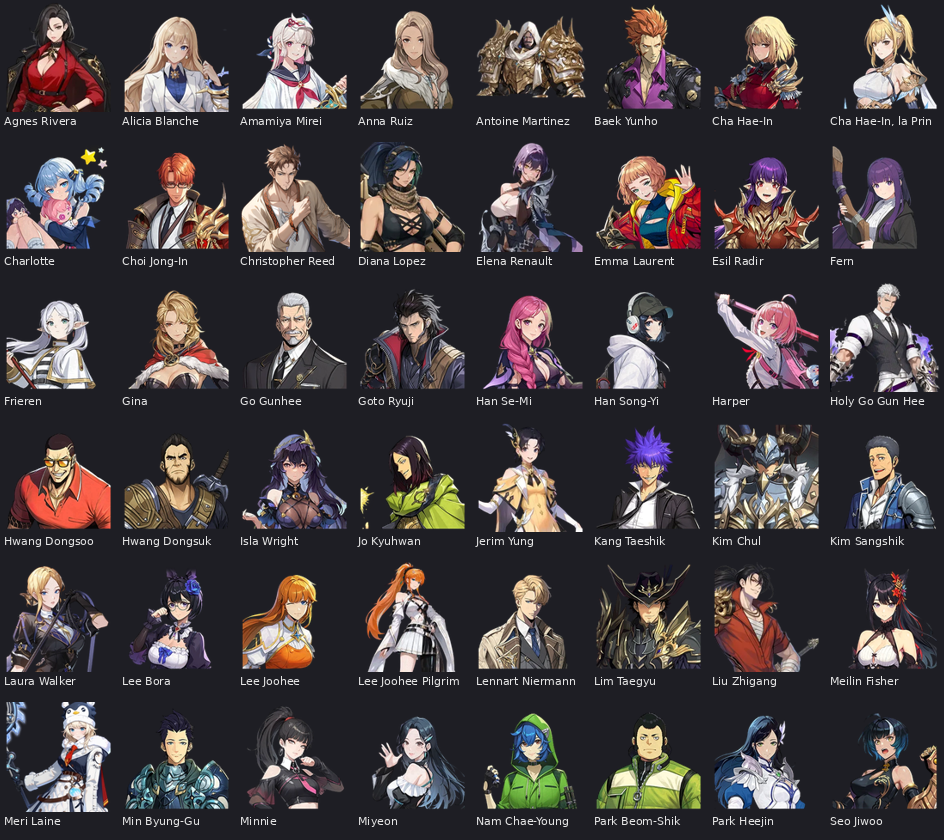 Agnes Rivera Alicia Blanche Amamiya Mirei Anna Ruiz Antoine Martinez Baek Yunho Cha Hae-In Cha Hae-In, la Prin
Charlotte Choi Jong-In Christopher Reed Diana Lopez Elena Renault Emma Laurent Esil Radir Fern
Frieren Gina Go Gunhee Goto Ryuji Han Se-Mi Han Song-Yi Harper Holy Go Gun Hee
Hwang Dongsoo Hwang Dongsuk Isla Wright Jo Kyuhwan Jerim Yung Kang Taeshik Kim Chul Kim Sangshik
Laura Walker Lee Bora Lee Joohee Lee Joohee Pilgrim Lennart Niermann Lim Taegyu Liu Zhigang Meilin Fisher
Meri Laine Min Byung-Gu Minnie Miyeon Nam Chae-Young Park Beom-Shik Park Heejin Seo Jiwoo